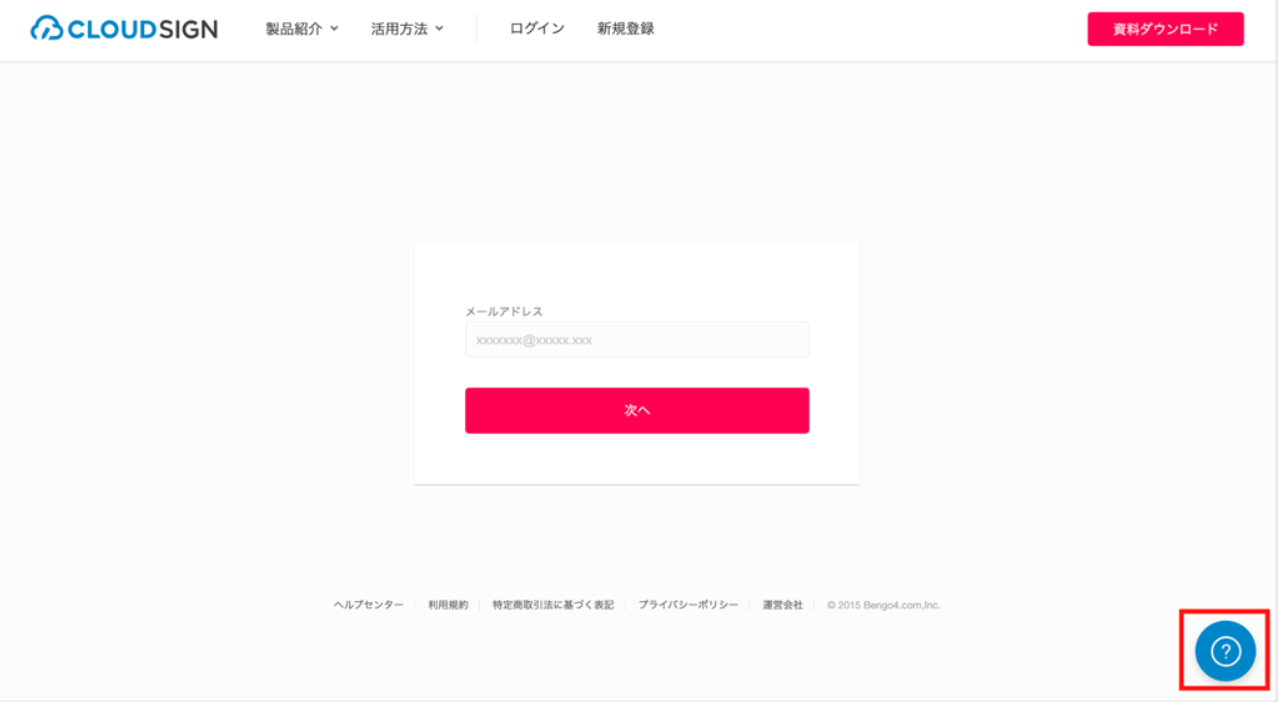 CLOUDSIGN 製品紹介 活用方法 ログイン 新規登録 資料ダウンロード
メールアドレス
xxxxxxx@xxxxx.xxx
次へ
ヘルプセンター 利用規約 特定商取引法に基づく表記 プライバシーポリシー 運営会社 © 2015 Bengo4.com,Inc.
?